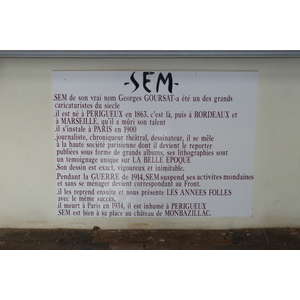 -SEM-
SEM de son vrai nom Georges GOURSAT-a été un des grands
caricaturistes du siècle
.il est né à PERIGUEUX en 1863. c'est là, puis à BORDEAUX et
à MARSEILLE, qu'il a mûri son talent
.il s'instale à PARIS en 1900
.journaliste, chroniqueur théâtral, dessinateur, il se mêle
à la haute société parisienne dont il devient le reporter
publiées sous forme de grands albums, ses lithographies sont
un temoignage unique sur LA BELLE EPOQUE
Son dessin est exact, vigoureux et inimitable.
.Pendant la GUERRE de 1914, SEM suspend ses activites mondaines
et sans se ménager devient correspondant au Front.
.il les reprend ensuite et nous présente LES ANNEES FOLLES
avec le même succès.
.il meurt à Paris en 1934, il est inhumé à PERIGUEUX
SEM est bien à sa place au château de MONBAZILLAC.